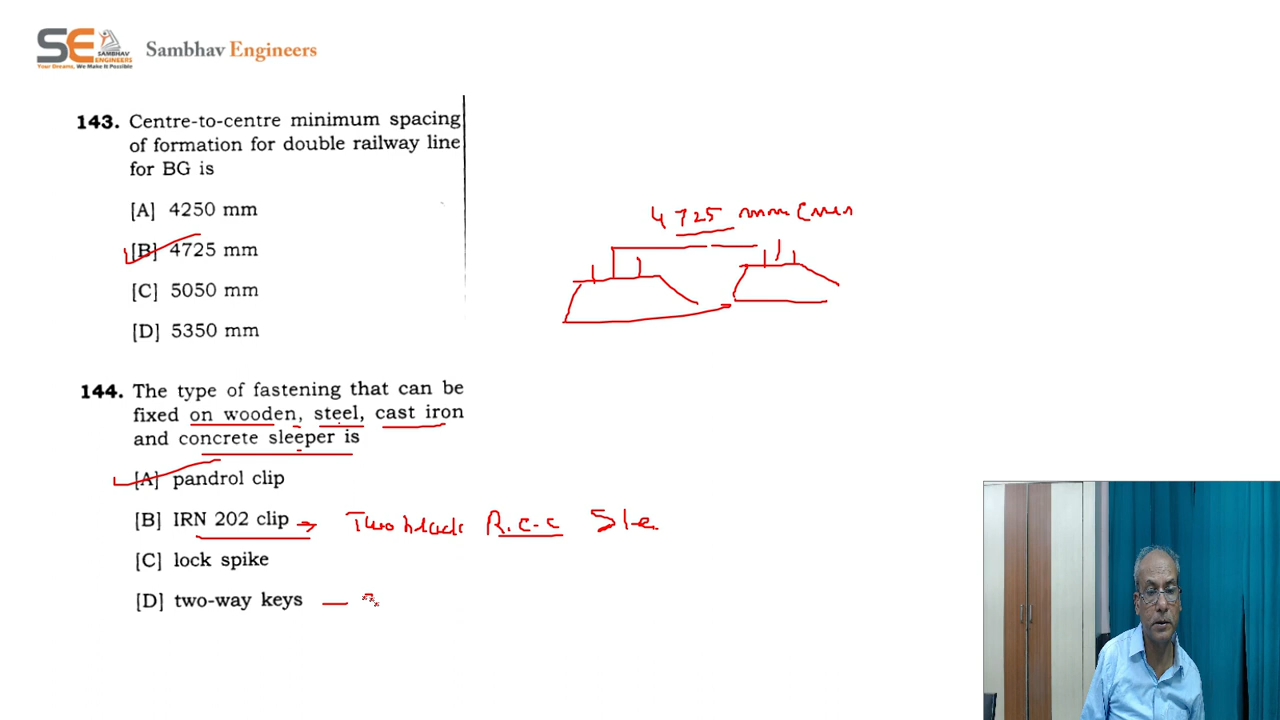 SE
SAMBHAV
ENGINEERS
Your Dreams, We Make It Possible
Sambhav Engineers
143. Centre-to-centre minimum spacing
of formation for double railway line
for BG is
[A] 4250 mm
[B] 4725 mm
[C] 5050 mm
[D] 5350 mm
4725 mm
144. The type of fastening that can be
fixed on wooden, steel, cast iron
and concrete sleeper is
[A] pandrol clip
[B] IRN 202 clip → Two block R.C.C Sle
[C] lock spike
[D] two-way keys —